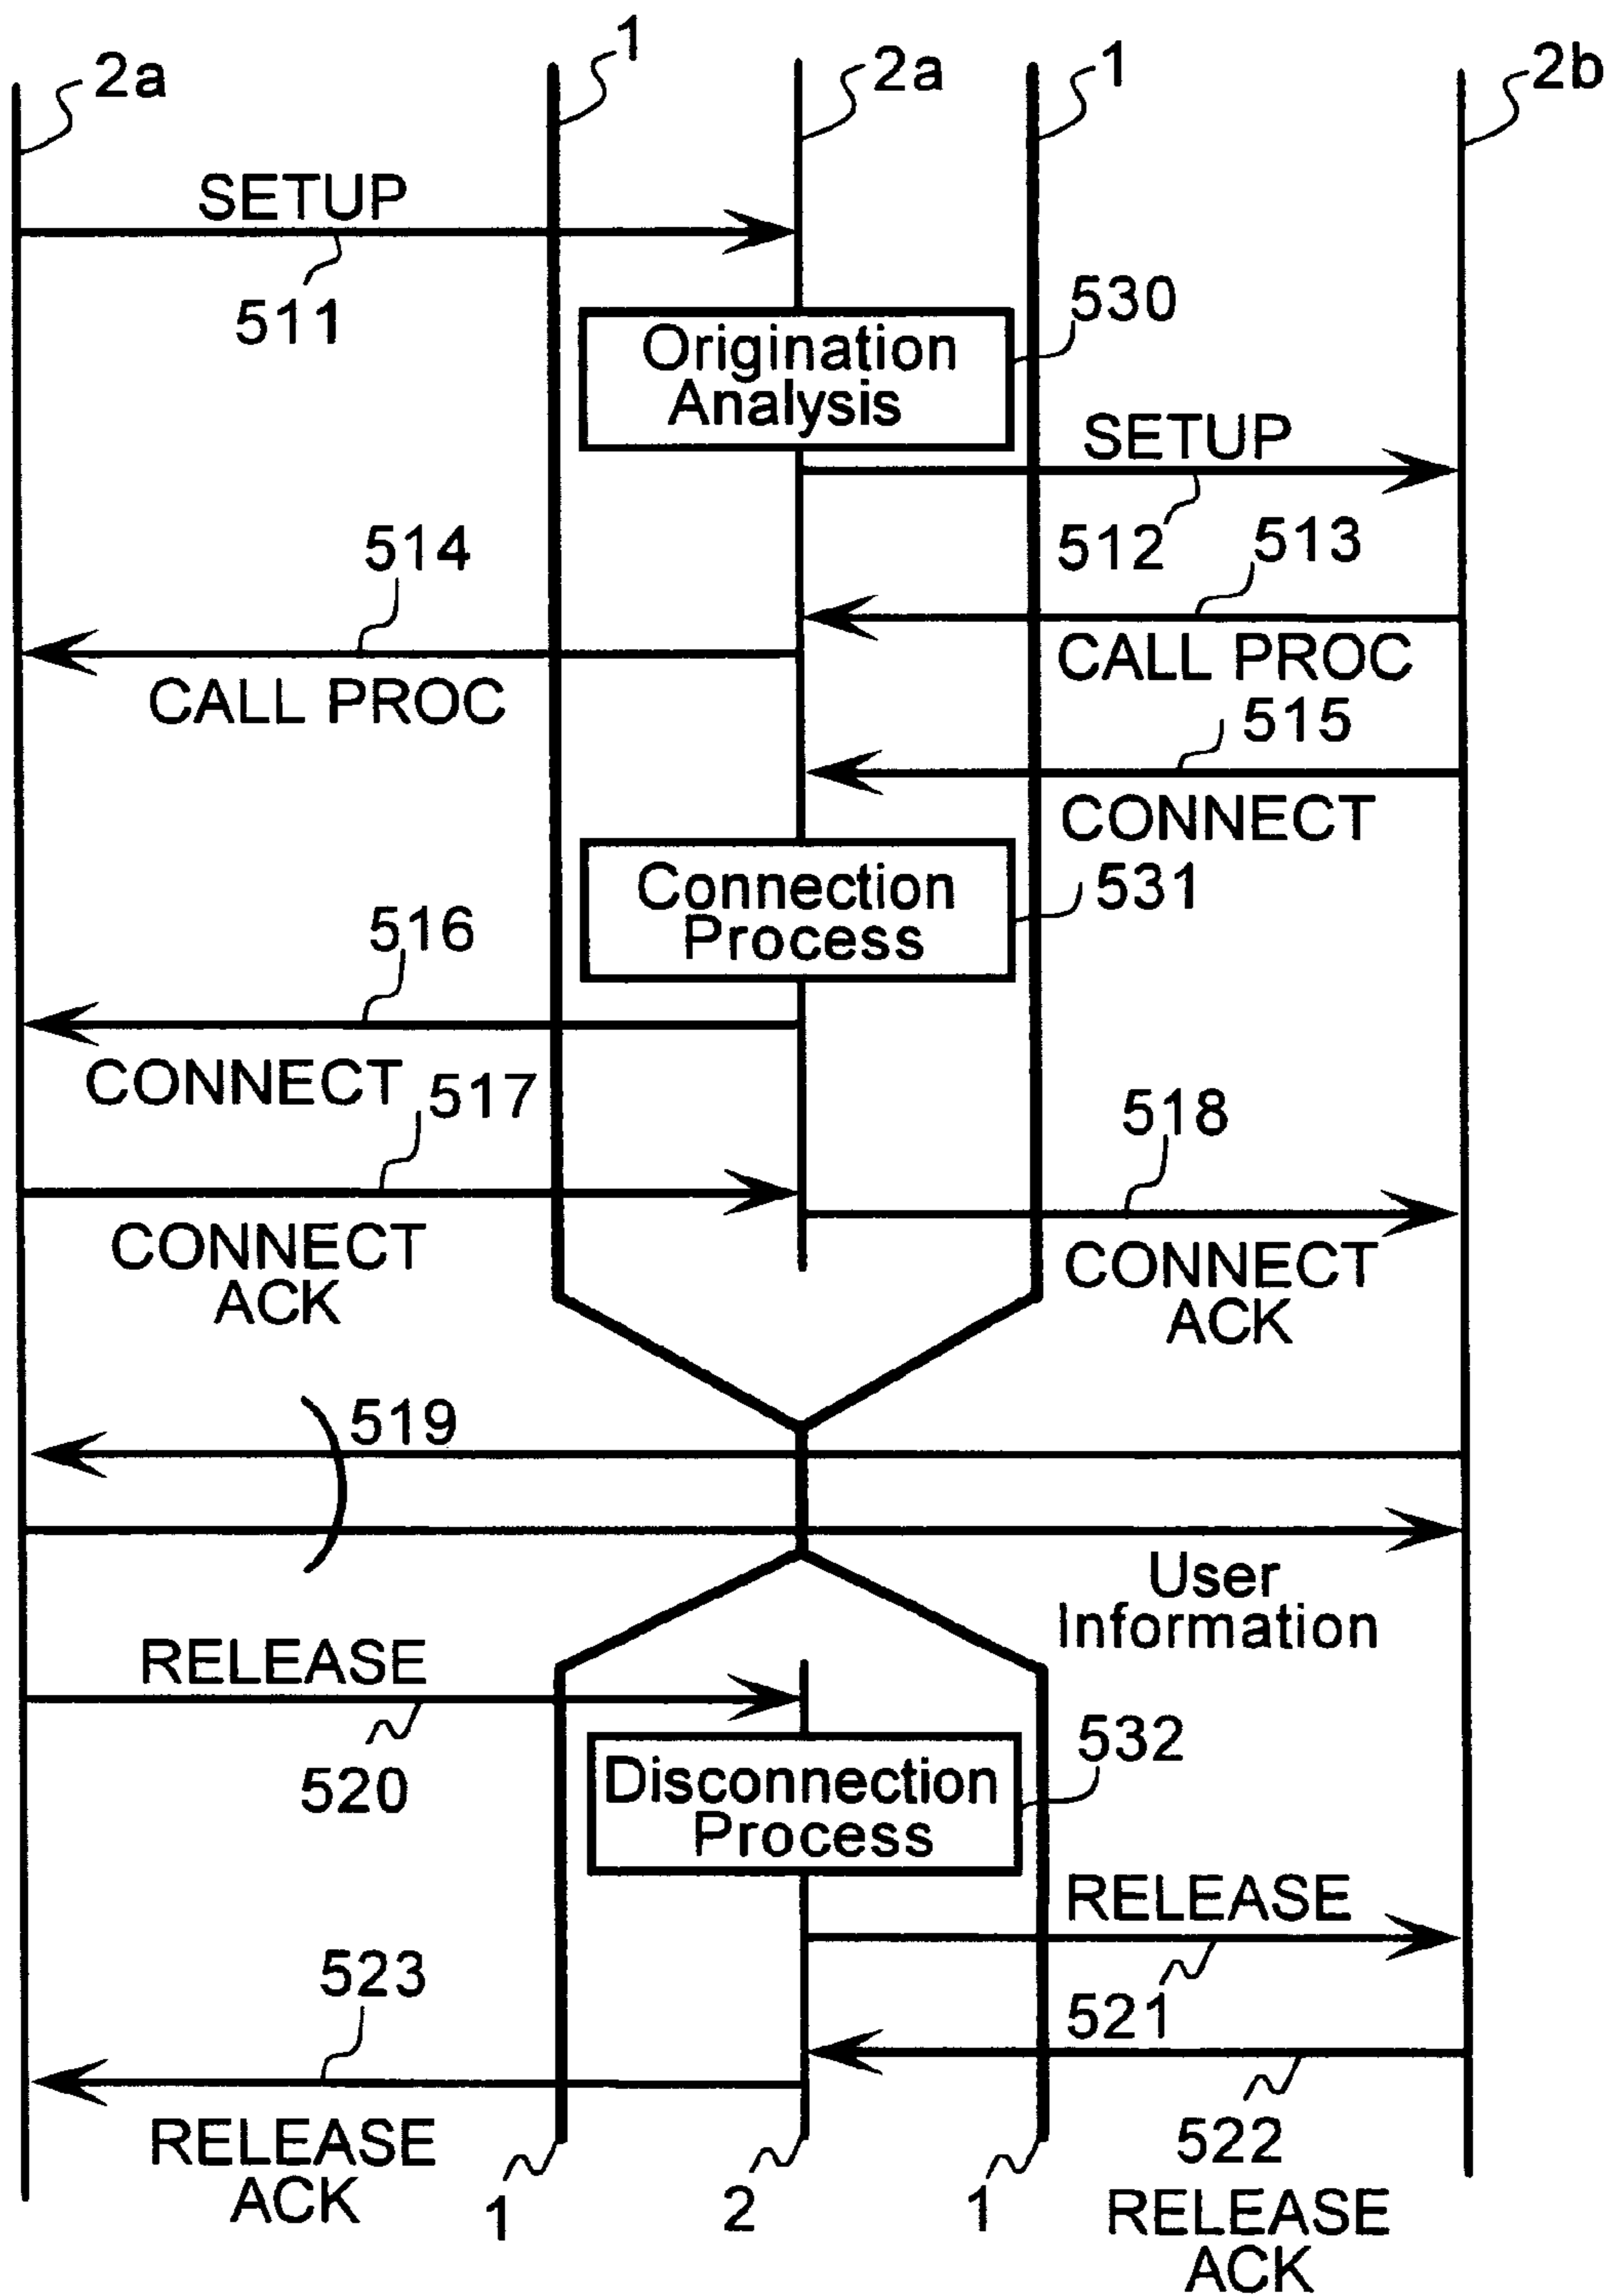 2a
1
2a
1
2b
SETUP
511
530
Origination
Analysis
SETUP
512
513
514
CALL PROC
CALL PROC
515
CONNECT
Connection
Process
531
516
CONNECT
517
518
CONNECT
ACK
CONNECT
ACK
519
User
Information
RELEASE
520
532
Disconnection
Process
RELEASE
521
523
522
RELEASE
ACK
1
2
1
RELEASE
ACK